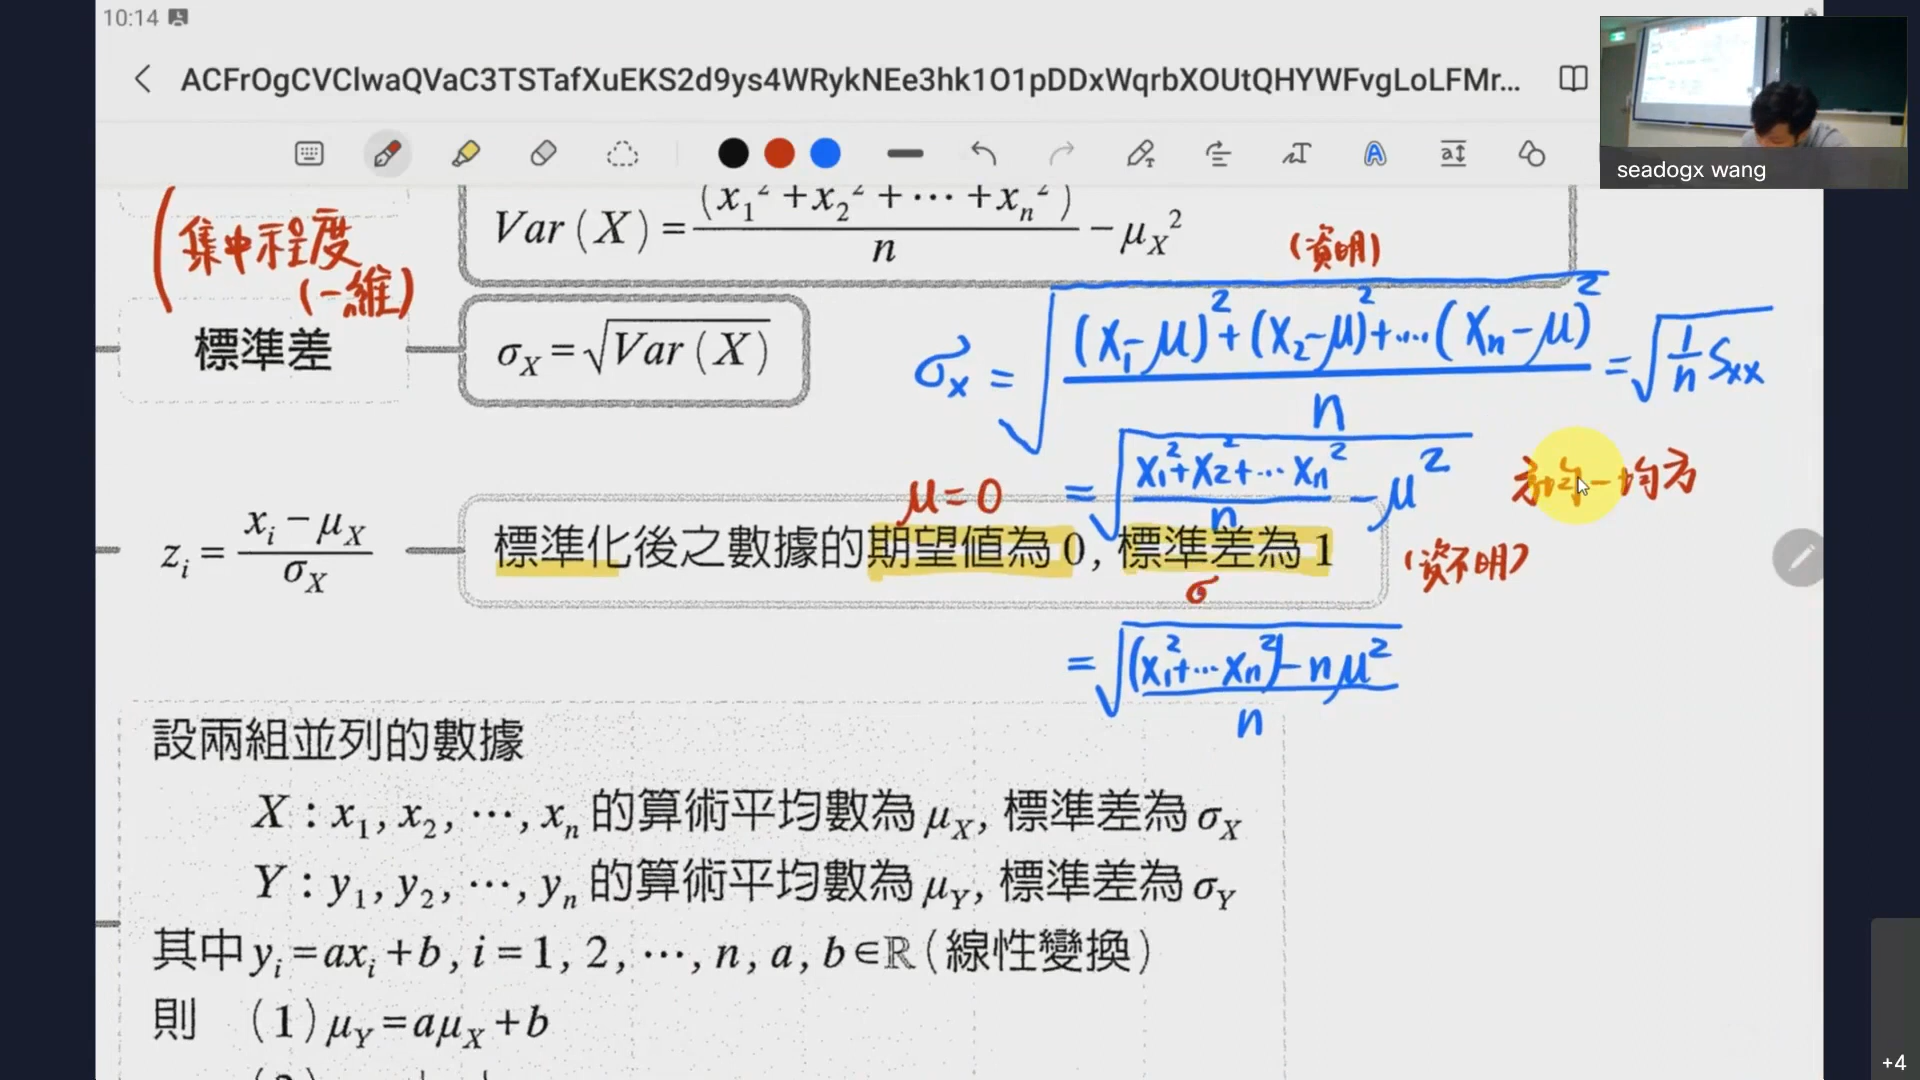 10:14
ACFrOgCVClwaQVaC3TSTafXuEKS2d9ys4WRykNEe3hk1O1pDDxWqrbXOUtQHYWFvgLoLFMr...
seadogx wang
集中程度
(一維)
Var(X) = (x₁² + x₂² + ⋯ + xₙ²) / n − μ_X²
(資明)
標準差
σ_X = √Var(X)
σₓ = √(((x₁−μ)²+(x₂−μ)²+⋯(xₙ−μ)²) / n) = √(1/n Sxx)
= √((x₁²+x₂²+⋯xₙ²) / n − μ²)
方均-均方
μ=0
z_i = (x_i − μ_X) / σ_X
標準化後之數據的期望值為 0, 標準差為 1
σ
(資不明)
= √(((x₁²+⋯xₙ²)−nμ²) / n)
設兩組並列的數據
X : x₁, x₂, ⋯, xₙ 的算術平均數為 μ_X, 標準差為 σ_X
Y : y₁, y₂, ⋯, yₙ 的算術平均數為 μ_Y, 標準差為 σ_Y
其中 y_i = ax_i + b, i = 1, 2, ⋯, n, a, b ∈ ℝ (線性變換)
則 (1) μ_Y = aμ_X + b
+4